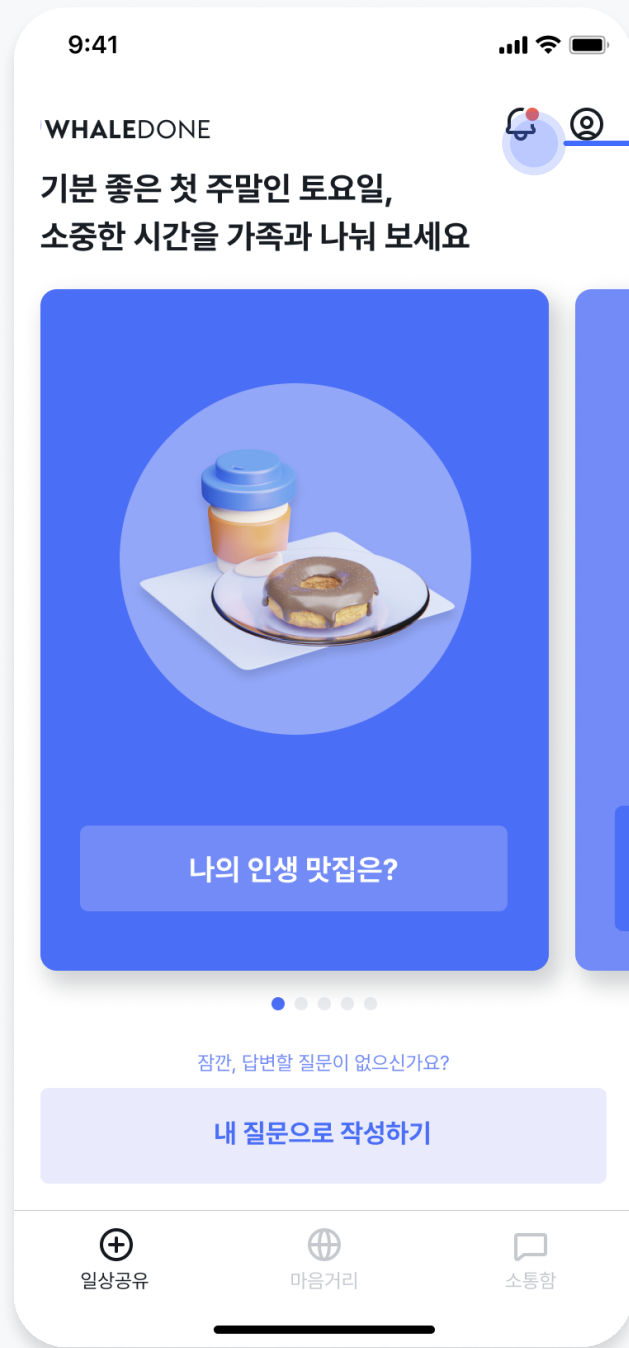 9:41
WHALEDONE
기분 좋은 첫 주말인 토요일,
소중한 시간을 가족과 나눠 보세요
나의 인생 맛집은?
잠깐, 답변할 질문이 없으신가요?
내 질문으로 작성하기
일상공유
마음거리
소통함